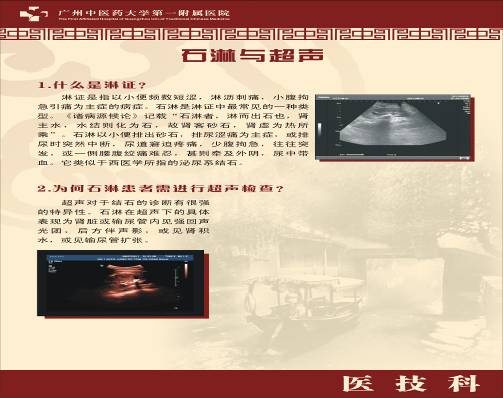 广州中医药大学第一附属医院
The First Affiliated Hospital of Guangzhou Univ. of Traditional Chinese Medicine
石淋与超声
1.什么是淋证?
淋证是指以小便频数短涩，淋沥刺痛，小腹拘
急引痛为主症的病症。石淋是淋证中最常见的一种类
型。《诸病源候论》记载“石淋者，淋而出石也，肾
主水，水结则化为石，故肾客砂石，肾虚为热所
乘”。石淋以小便排出砂石，排尿涩痛为主症，或排
尿时突然中断，尿道窘迫疼痛，少腹拘急，往往突
发，或一侧腰腹绞痛难忍，甚则牵及外阴，尿中带
血。它类似于西医学所指的泌尿系结石。
2.为何石淋患者需进行超声检查?
超声对于结石的诊断有很强
的特异性。石淋在超声下的具体
表现为肾脏或输尿管内见强回声
光团，后方伴声影，或见肾积
水，或见输尿管扩张。
医技科